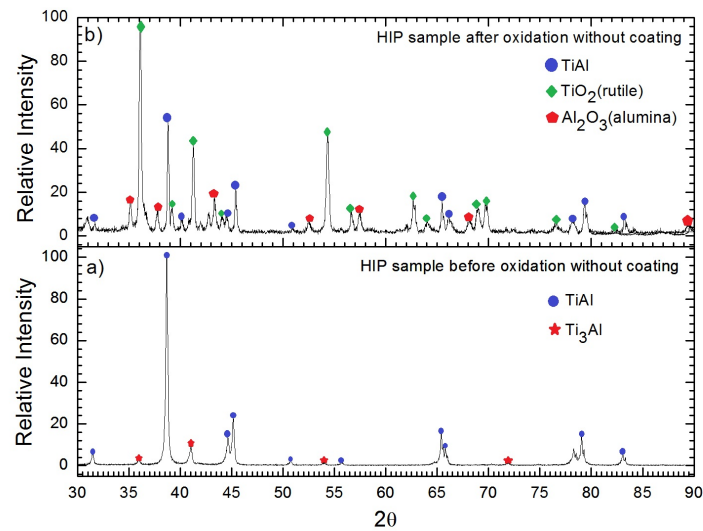 b)
HIP sample after oxidation without coating
TiAl
TiO2(rutile)
Al2O3(alumina)
Relative Intensity
100
80
60
40
20
0
a)
HIP sample before oxidation without coating
TiAl
Ti3Al
Relative Intensity
100
80
60
40
20
0
30 35 40 45 50 55 60 65 70 75 80 85 90
2θ